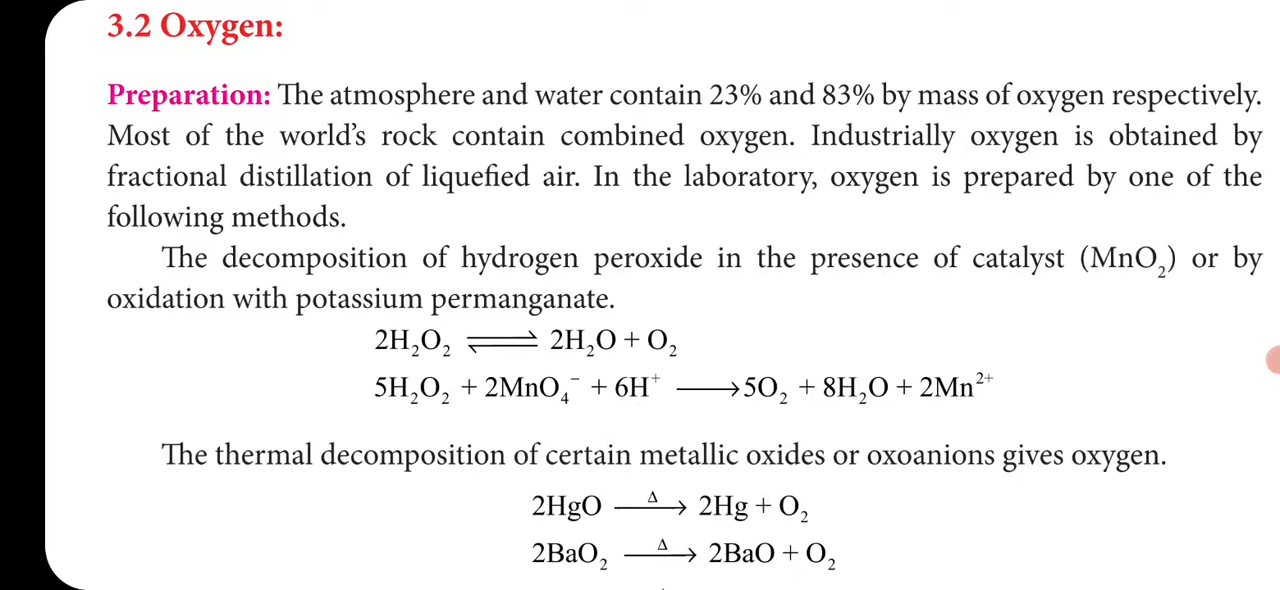 3.2 Oxygen:
Preparation: The atmosphere and water contain 23% and 83% by mass of oxygen respectively.
Most of the world's rock contain combined oxygen. Industrially oxygen is obtained by
fractional distillation of liquefied air. In the laboratory, oxygen is prepared by one of the
following methods.
The decomposition of hydrogen peroxide in the presence of catalyst (MnO₂) or by
oxidation with potassium permanganate.
2H₂O₂ ⇌ 2H₂O + O₂
5H₂O₂ + 2MnO₄⁻ + 6H⁺ ⟶ 5O₂ + 8H₂O + 2Mn²⁺
The thermal decomposition of certain metallic oxides or oxoanions gives oxygen.
2HgO —Δ→ 2Hg + O₂
2BaO₂ —Δ→ 2BaO + O₂